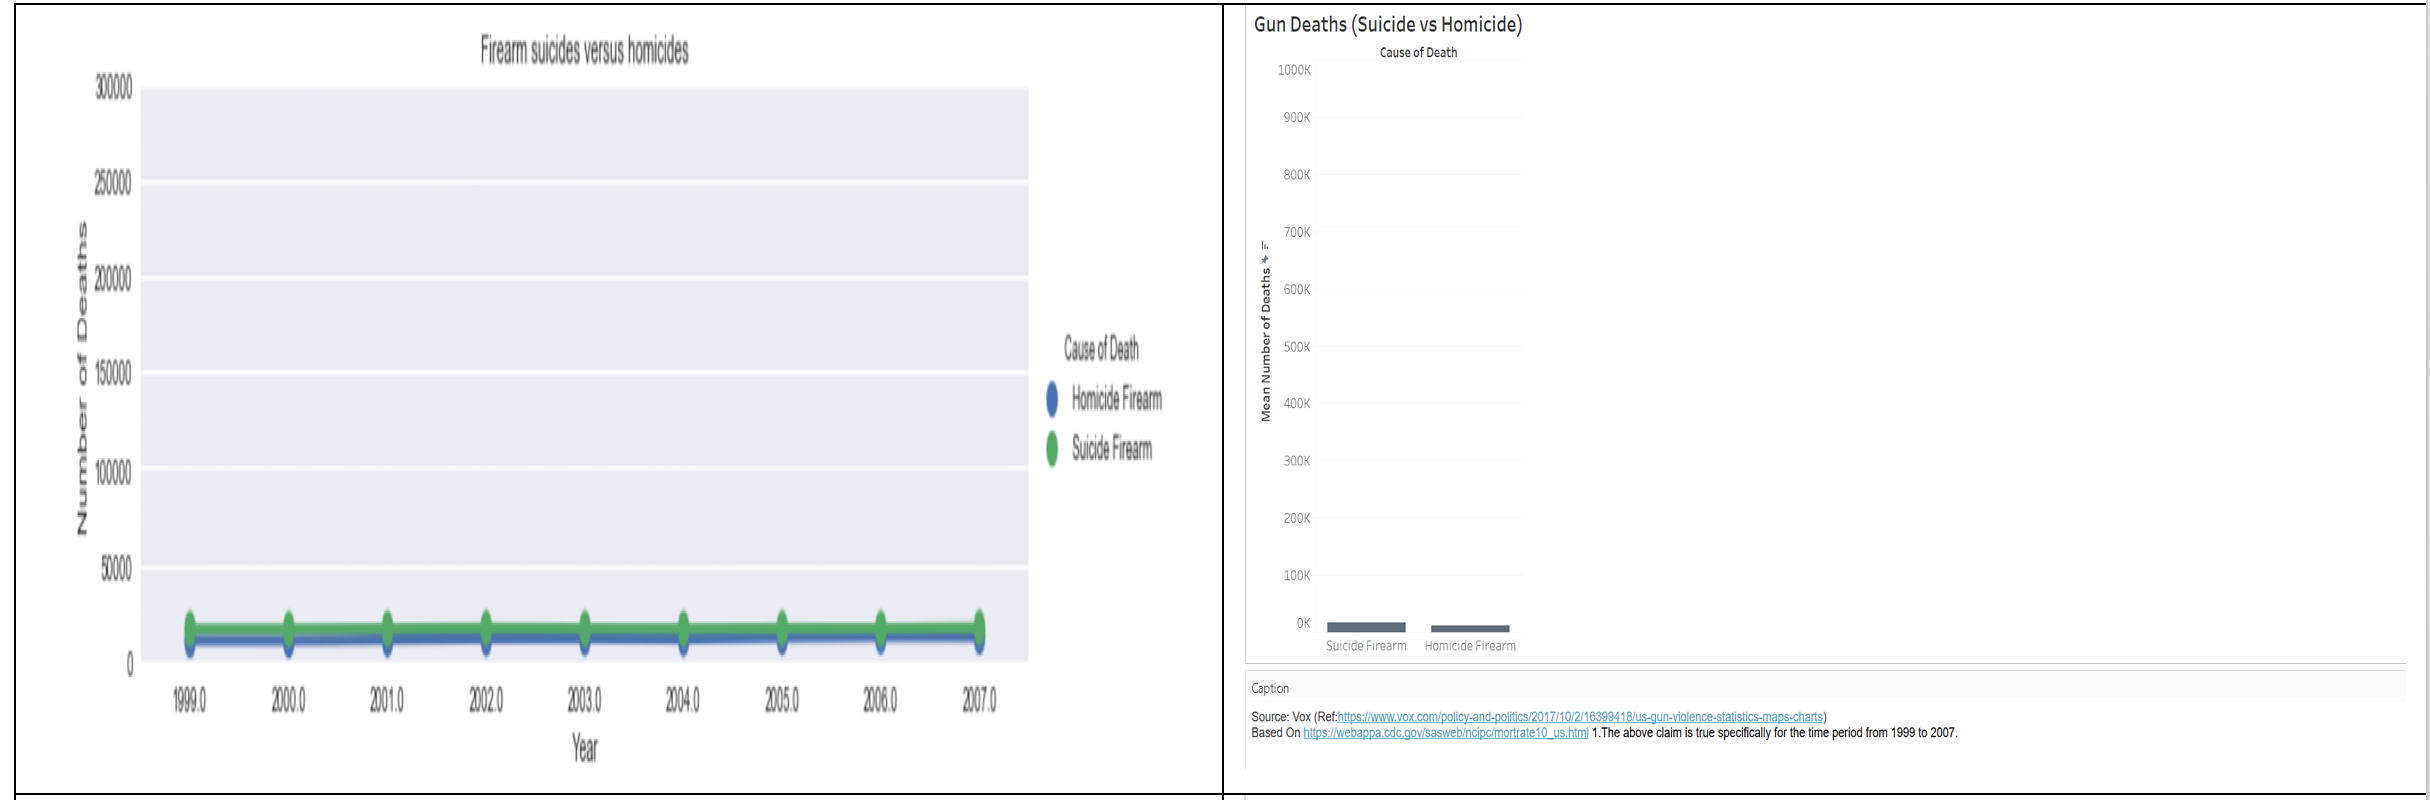 Firearm suicides versus homicides
300000
250000
200000
150000
100000
50000
0
Number of Deaths
1999.0 2000.0 2001.0 2002.0 2003.0 2004.0 2005.0 2006.0 2007.0
Year
Cause of Death
Homicide Firearm
Suicide Firearm
Gun Deaths (Suicide vs Homicide)
Cause of Death
1000K
900K
800K
700K
600K
500K
400K
300K
200K
100K
0K
Mean Number of Deaths
Suicide Firearm Homicide Firearm
Caption
Source: Vox (Ref:https://www.vox.com/policy-and-politics/2017/10/2/16399418/us-gun-violence-statistics-maps-charts)
Based On https://webappa.cdc.gov/sasweb/ncipc/mortrate10_us.html 1.The above claim is true specifically for the time period from 1999 to 2007.